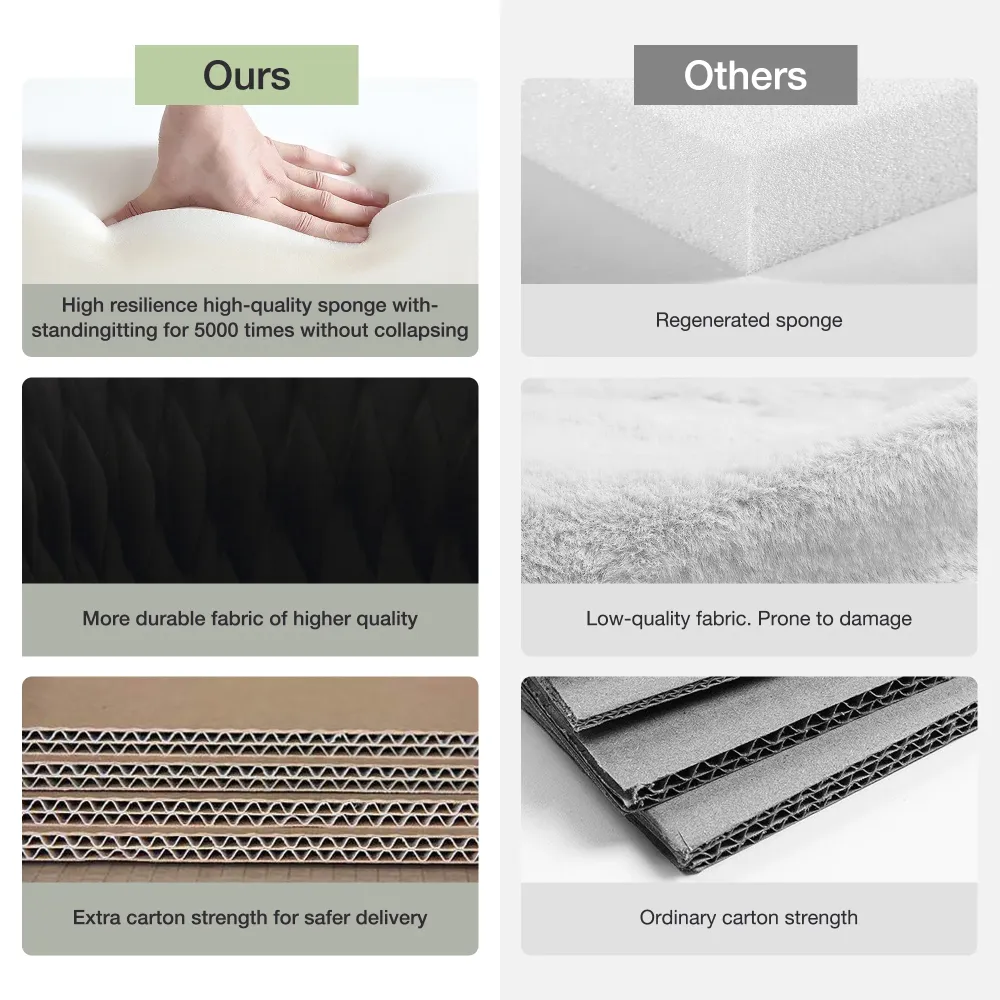 Ours
Others
High resilience high-quality sponge with-
standingitting for 5000 times without collapsing
Regenerated sponge
More durable fabric of higher quality
Low-quality fabric. Prone to damage
Extra carton strength for safer delivery
Ordinary carton strength